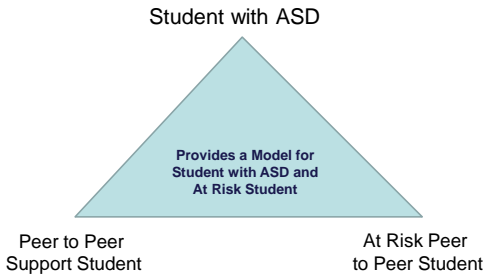 Student with ASD
Provides a Model for
Student with ASD and
At Risk Student
Peer to Peer
Support Student
At Risk Peer
to Peer Student